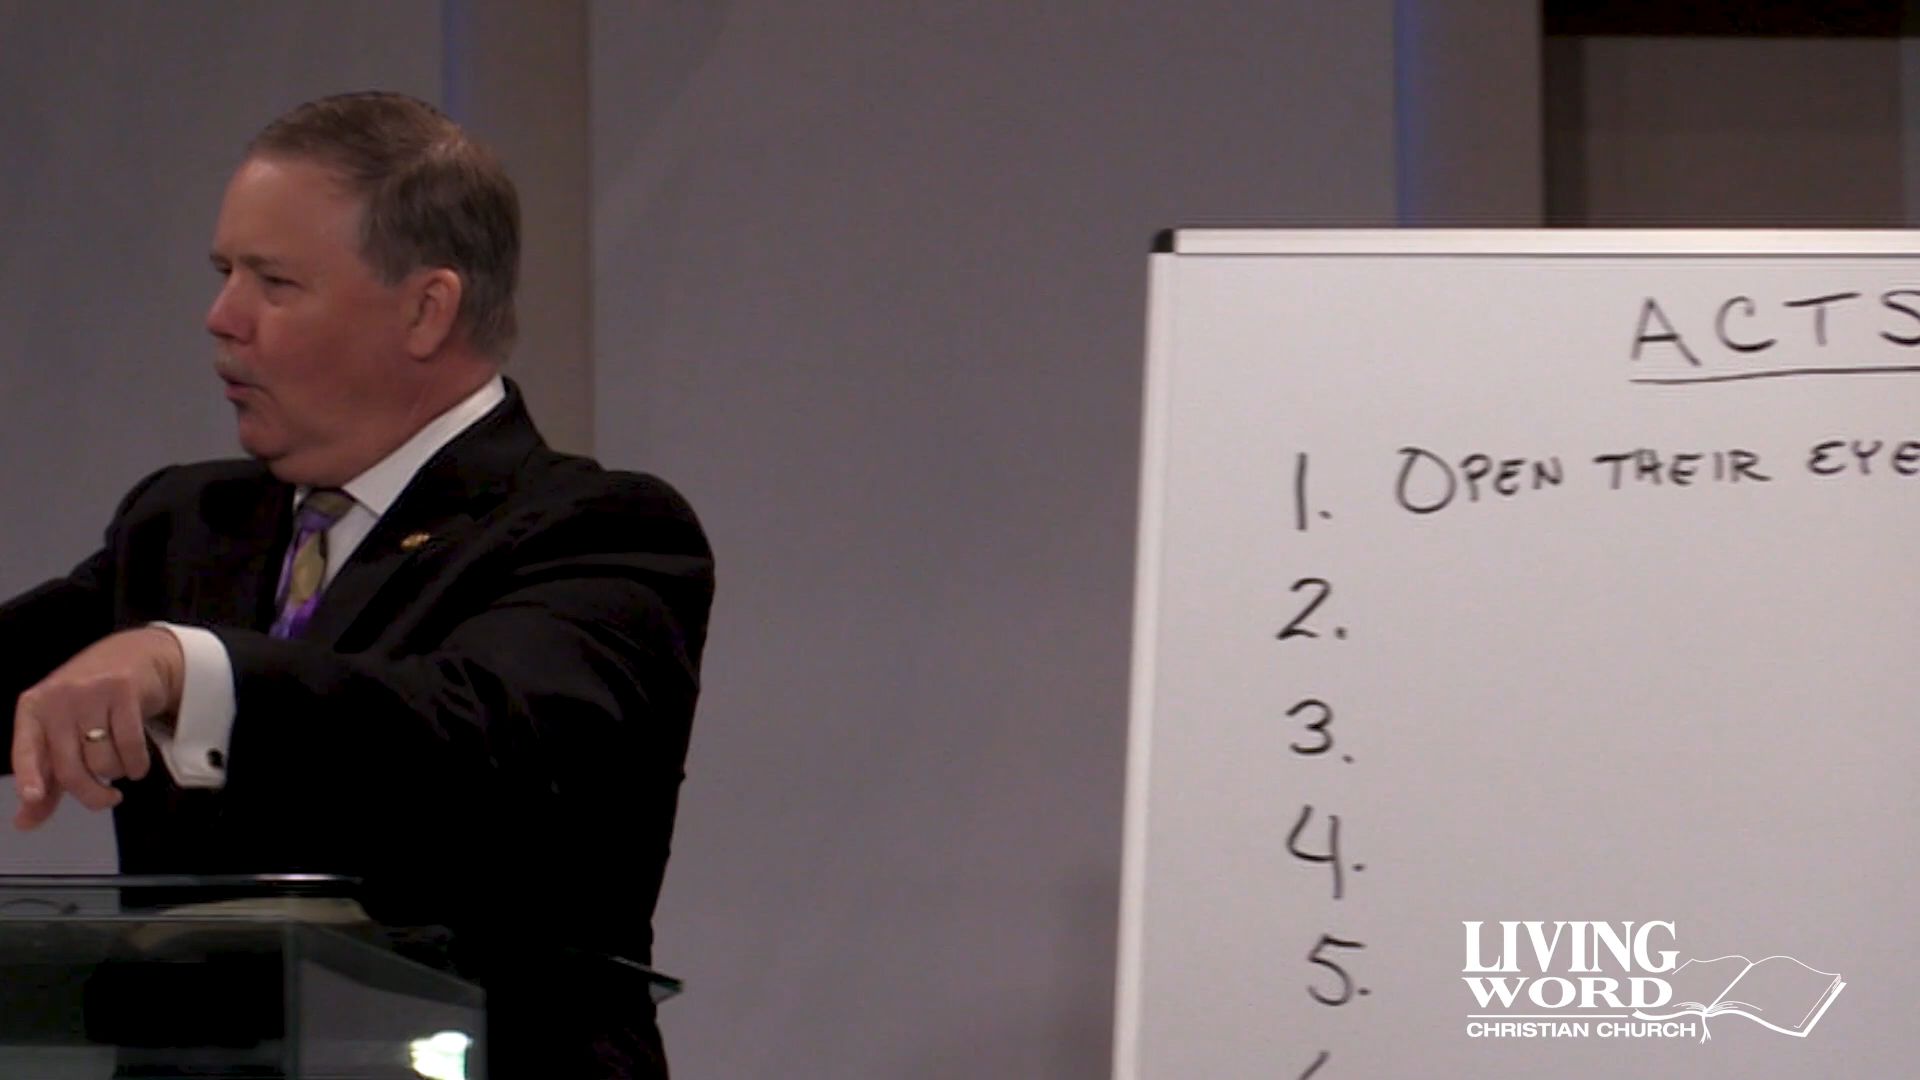 ACTS
1. OPEN THEIR EYE
2.
3.
4.
5.
LIVING
WORD
CHRISTIAN CHURCH